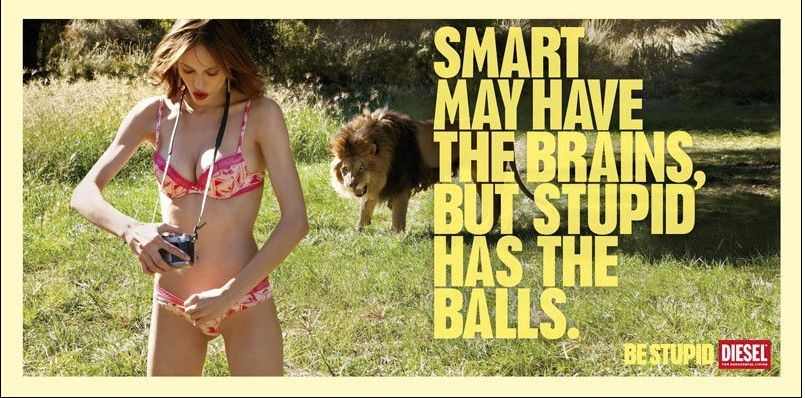 SMART
MAY HAVE
THE BRAINS,
BUT STUPID
HAS THE
BALLS.
BE STUPID DIESEL
FOR SUCCESSFUL LIVING